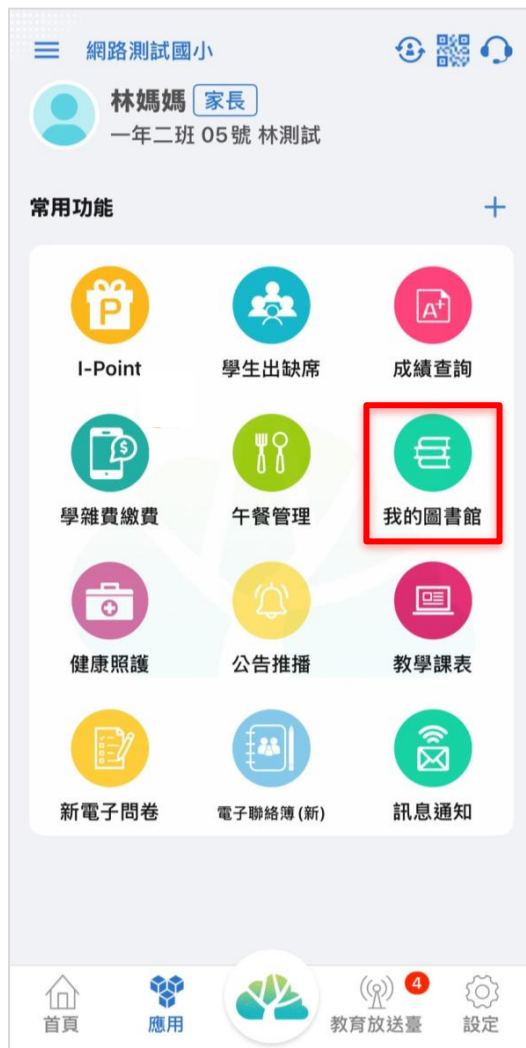 網路測試國小
林媽媽 家長
一年二班 05號 林測試
常用功能
I-Point 學生出缺席 成績查詢
學雜費繳費 午餐管理 我的圖書館
健康照護 公告推播 教學課表
新電子問卷 電子聯絡簿(新) 訊息通知
4
首頁 應用 教育放送臺 設定